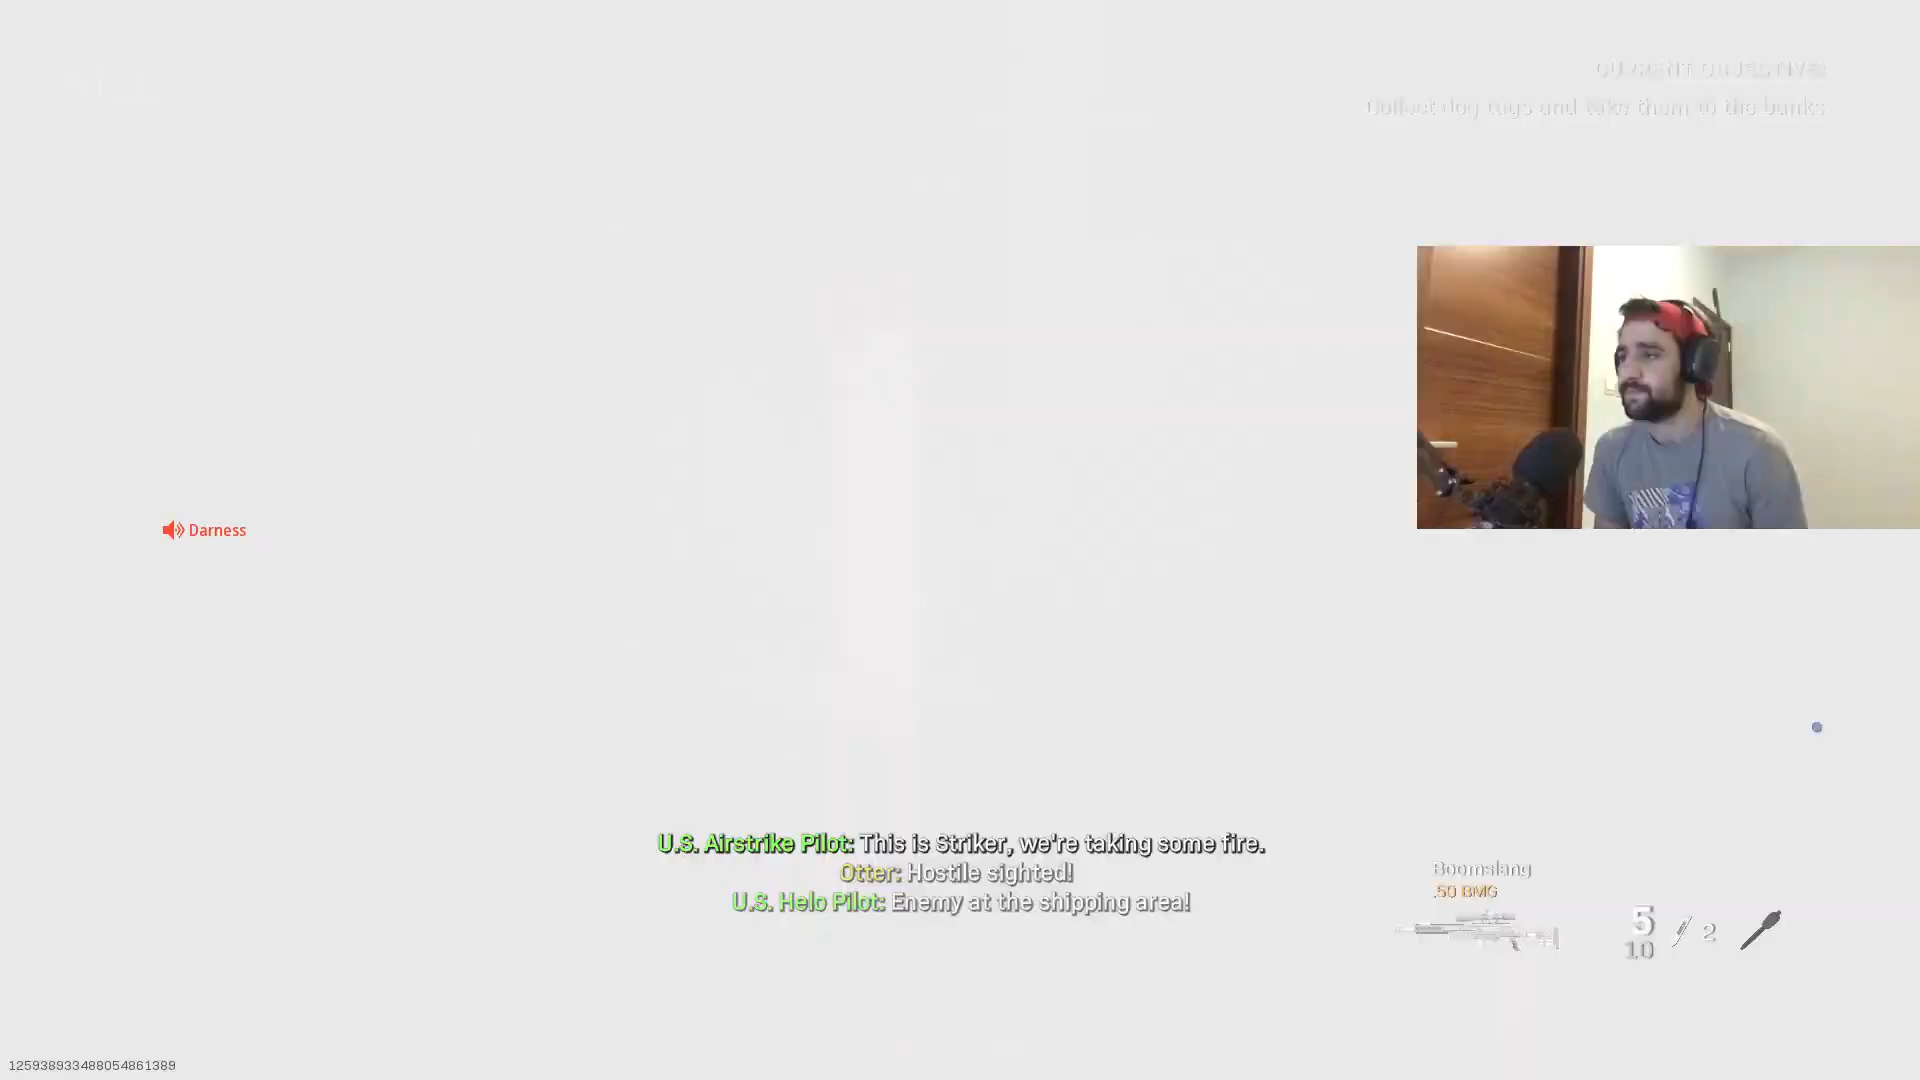 CURRENT OBJECTIVE:
Collect dog tags and take them to the banks
Darness
U.S. Airstrike Pilot: This is Striker, we're taking some fire.
Otter: Hostile sighted!
U.S. Helo Pilot: Enemy at the shipping area!
Boomslang
.50 BMG
5
10
2
125938933488054861389